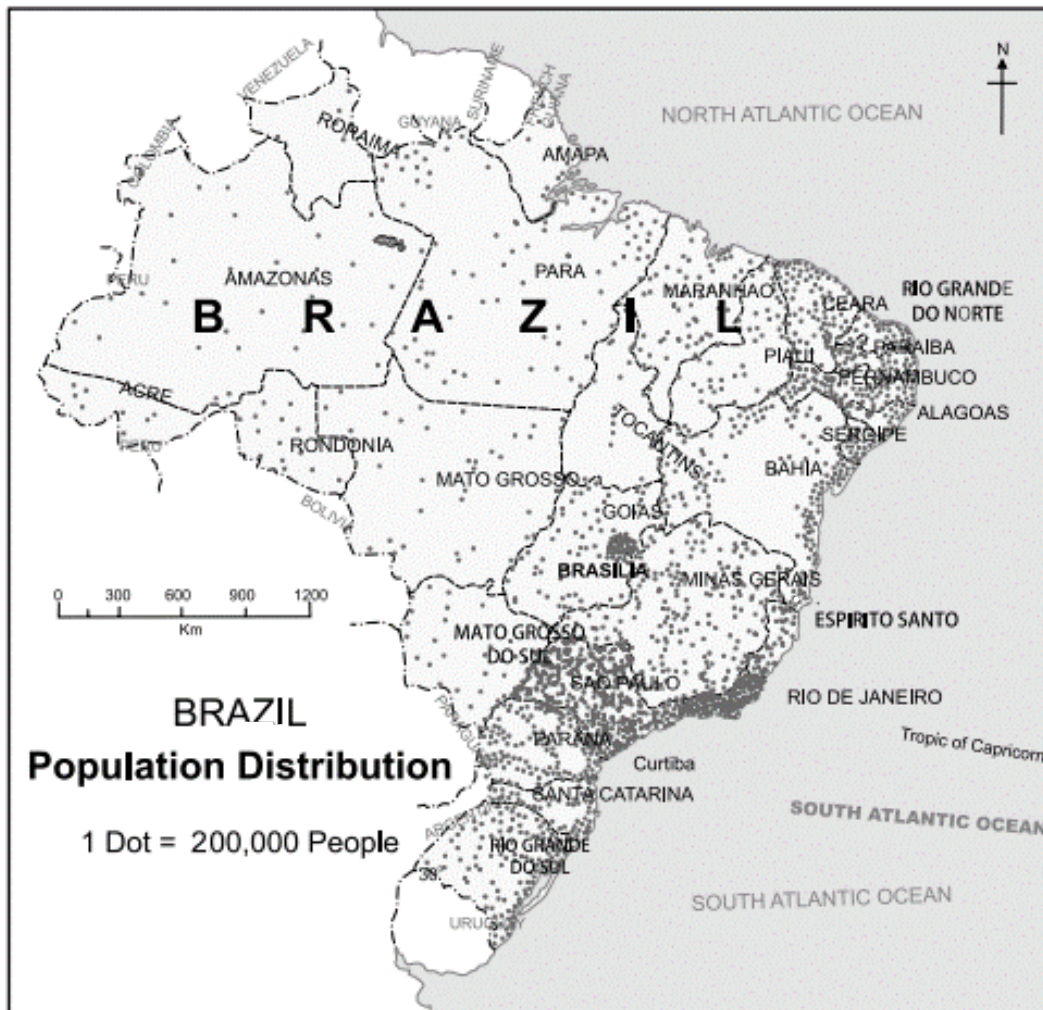 N
NORTH ATLANTIC OCEAN
VENEZUELA
SURINAME
FRENCH
GUYANA
GUYANA
COLOMBIA
RORAIMA
AMAPA
PERU
AMAZONAS
PARA
MARANHAO
CEARA
RIO GRANDE
DO NORTE
BRAZIL
PIAUI
PARAIBA
PERNAMBUCO
ACRE
ALAGOAS
PERU
RONDONIA
TOCANTINS
SERGIPE
MATO GROSSO
BAHIA
BOLIVIA
GOIAS
BRASILIA
MINAS GERAIS
0 300 600 900 1200
Km
ESPIRITO SANTO
MATO GROSSO
DO SUL
SAO PAULO
RIO DE JANEIRO
BRAZIL
PARANA
Tropic of Capricorn
Population Distribution
Curtiba
SANTA CATARINA
SOUTH ATLANTIC OCEAN
1 Dot = 200,000 People
RIO GRANDE
DO SUL
SOUTH ATLANTIC OCEAN